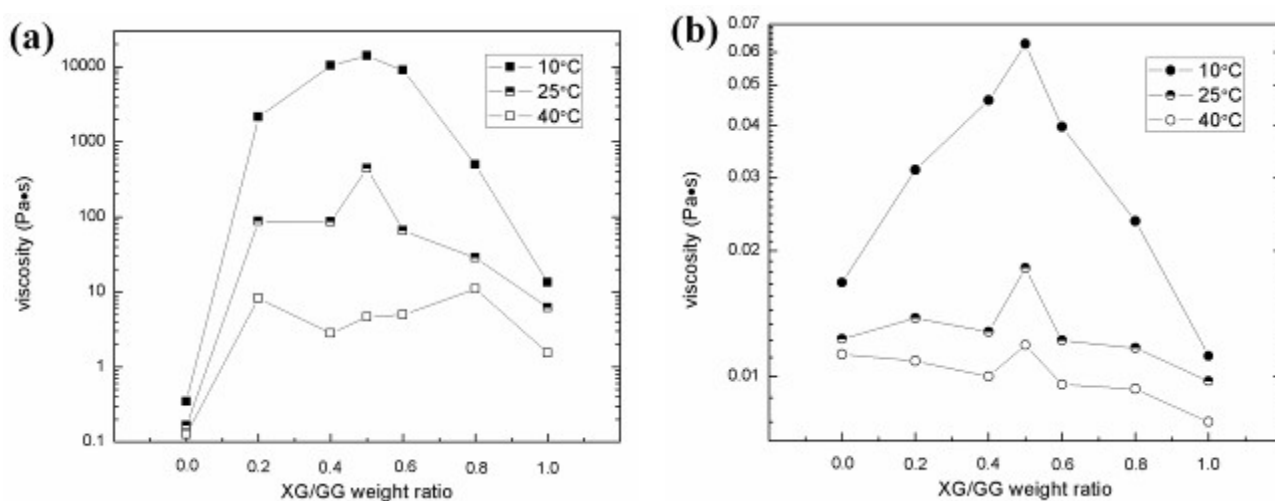 (a)
10000
1000
100
10
1
0.1
viscosity (Pa•s)
10°C
25°C
40°C
0.0 0.2 0.4 0.6 0.8 1.0
XG/GG weight ratio
(b)
0.07
0.06
0.05
0.04
0.03
0.02
0.01
viscosity (Pa•s)
10°C
25°C
40°C
0.0 0.2 0.4 0.6 0.8 1.0
XG/GG weight ratio